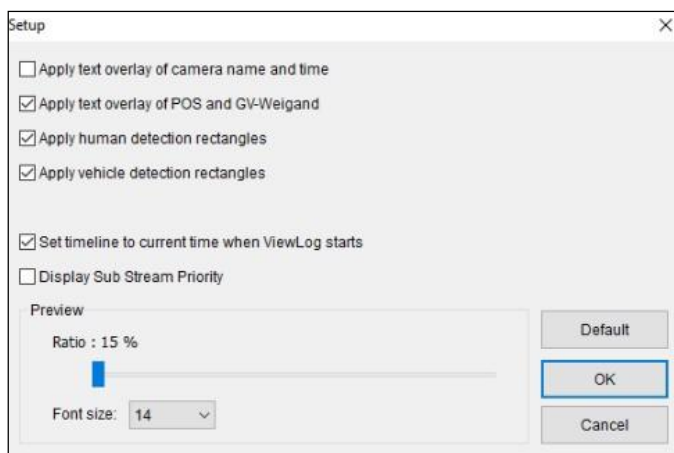 Setup
Apply text overlay of camera name and time
Apply text overlay of POS and GV-Weigand
Apply human detection rectangles
Apply vehicle detection rectangles
Set timeline to current time when ViewLog starts
Display Sub Stream Priority
Preview
Ratio : 15 %
Font size: 14
Default
OK
Cancel